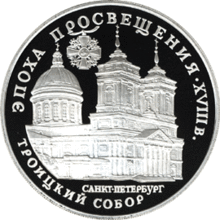 ЭПОХА ПРОСВЕЩЕНИЯ · XVIII В.
САНКТ-ПЕТЕРБУРГ
ТРОИЦКИЙ СОБОР